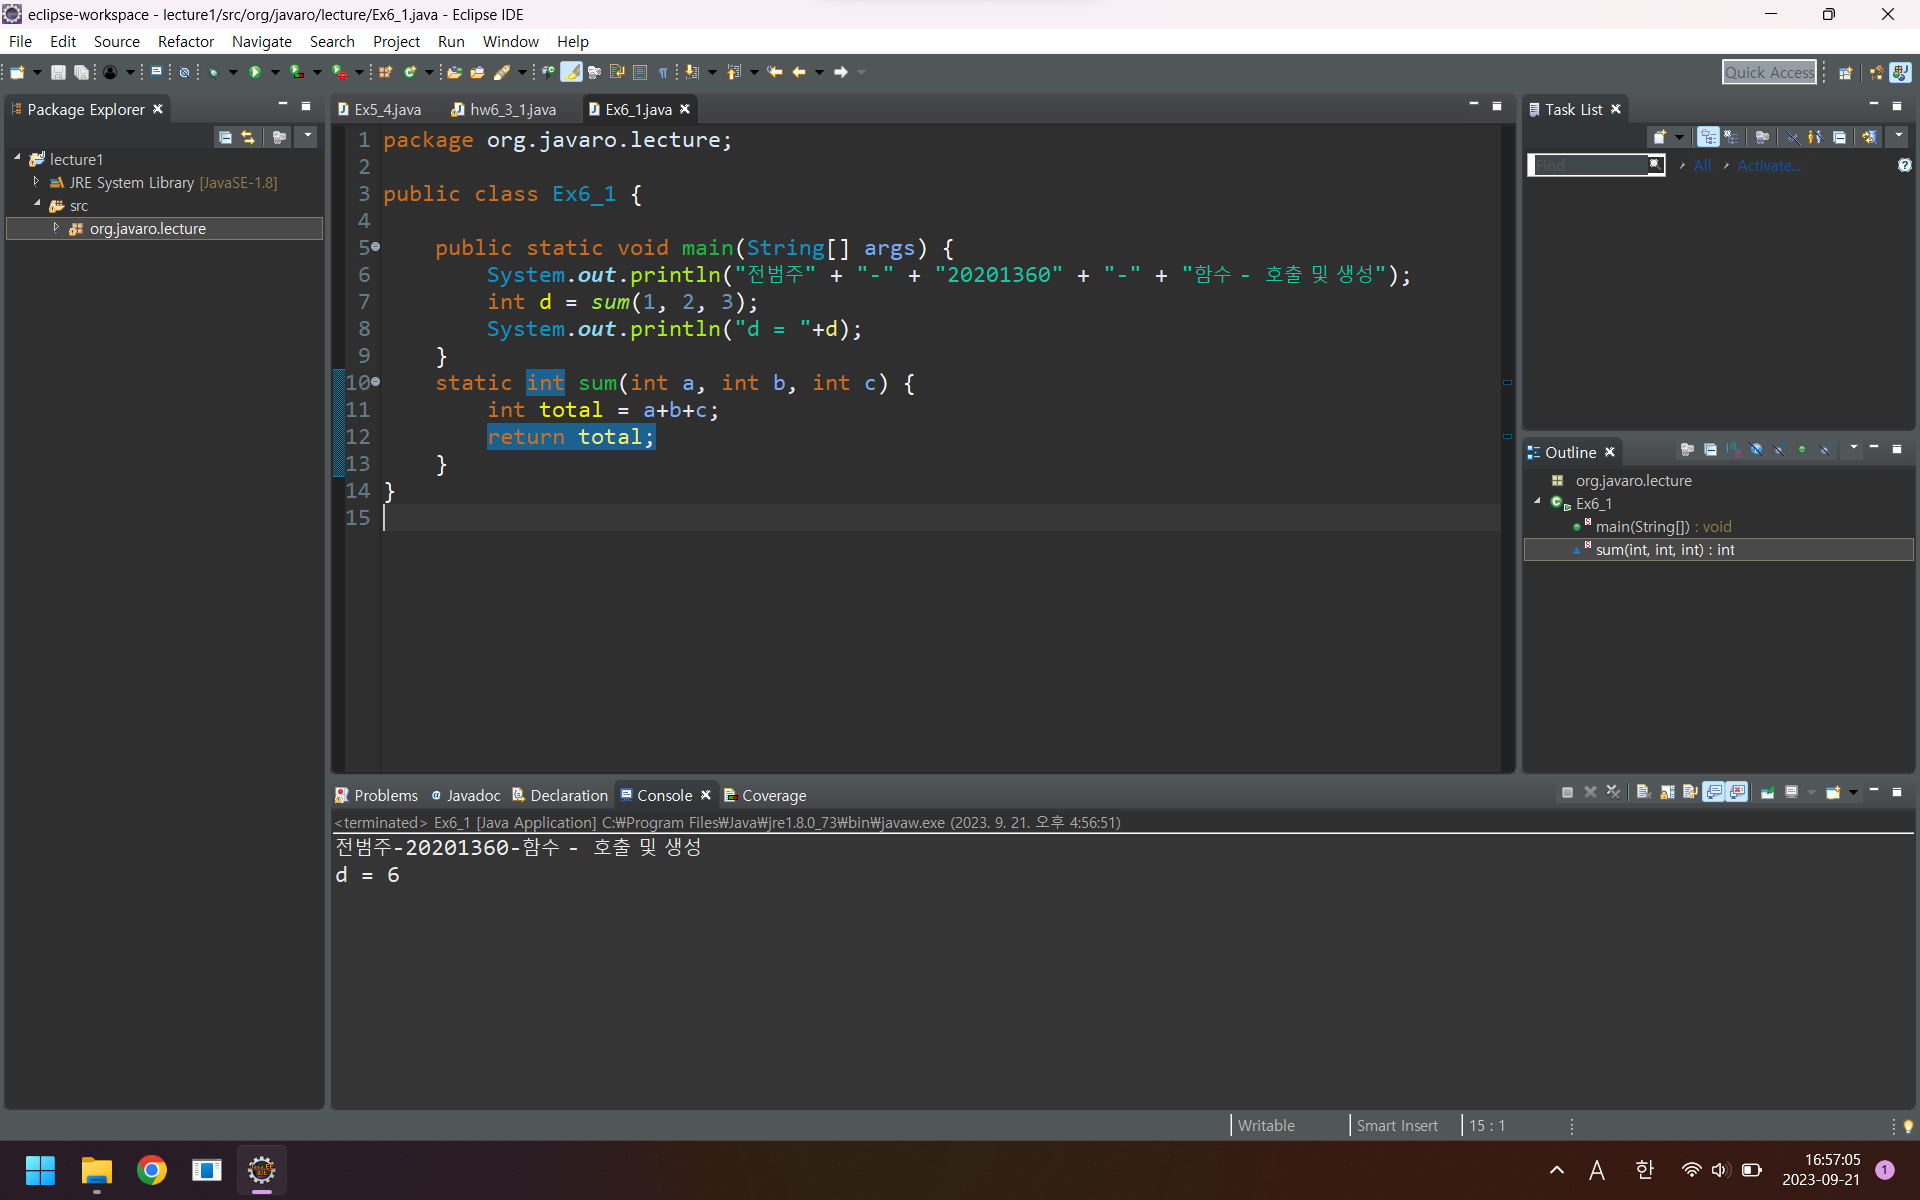 eclipse-workspace - lecture1/src/org/javaro/lecture/Ex6_1.java - Eclipse IDE
File Edit Source Refactor Navigate Search Project Run Window Help
Quick Access
Package Explorer
lecture1
JRE System Library [JavaSE-1.8]
src
org.javaro.lecture
Ex5_4.java hw6_3_1.java Ex6_1.java
1 package org.javaro.lecture;
2
3 public class Ex6_1 {
4
5 public static void main(String[] args) {
6 System.out.println("전범주" + "-" + "20201360" + "-" + "함수 - 호출 및 생성");
7 int d = sum(1, 2, 3);
8 System.out.println("d = "+d);
9 }
10 static int sum(int a, int b, int c) {
11 int total = a+b+c;
12 return total;
13 }
14 }
15
Task List
Find All Activate...
Outline
org.javaro.lecture
Ex6_1
main(String[]) : void
sum(int, int, int) : int
Problems Javadoc Declaration Console Coverage
<terminated> Ex6_1 [Java Application] C:₩Program Files₩Java₩jre1.8.0_73₩bin₩javaw.exe (2023. 9. 21. 오후 4:56:51)
전범주-20201360-함수 - 호출 및 생성
d = 6
Writable Smart Insert 15 : 1
A 한 16:57:05
2023-09-21 1